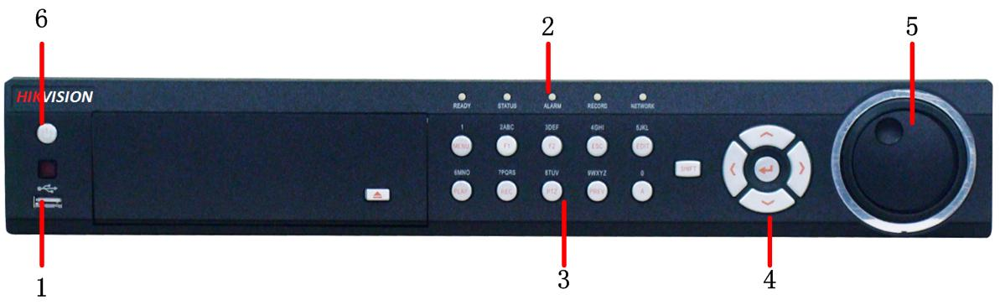 6
2
5
HIKVISION
READY STATUS ALARM RECORD NETWORK
1 2ABC 3DEF 4GHI 5JKL
MENU F1 F2 ESC EDIT
SHIFT
6MNO 7PQRS 8TUV 9WXYZ 0
PLAY REC PTZ PREV A
1
3
4